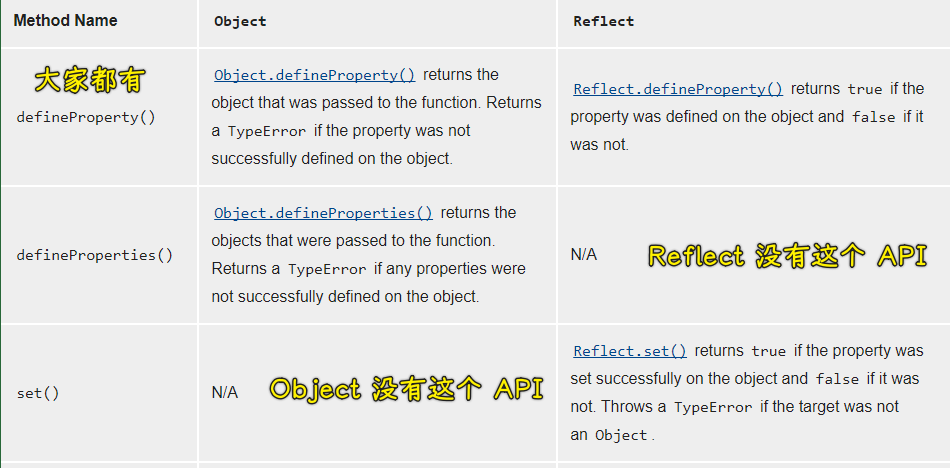 Method Name
Object
Reflect
大家都有
defineProperty()
Object.defineProperty() returns the
object that was passed to the function. Returns
a TypeError if the property was not
successfully defined on the object.
Reflect.defineProperty() returns true if the
property was defined on the object and false if it
was not.
defineProperties()
Object.defineProperties() returns the
objects that were passed to the function.
Returns a TypeError if any properties were
not successfully defined on the object.
N/A
Reflect 没有这个 API
set()
N/A
Object 没有这个 API
Reflect.set() returns true if the property was
set successfully on the object and false if it was
not. Throws a TypeError if the target was not
an Object.